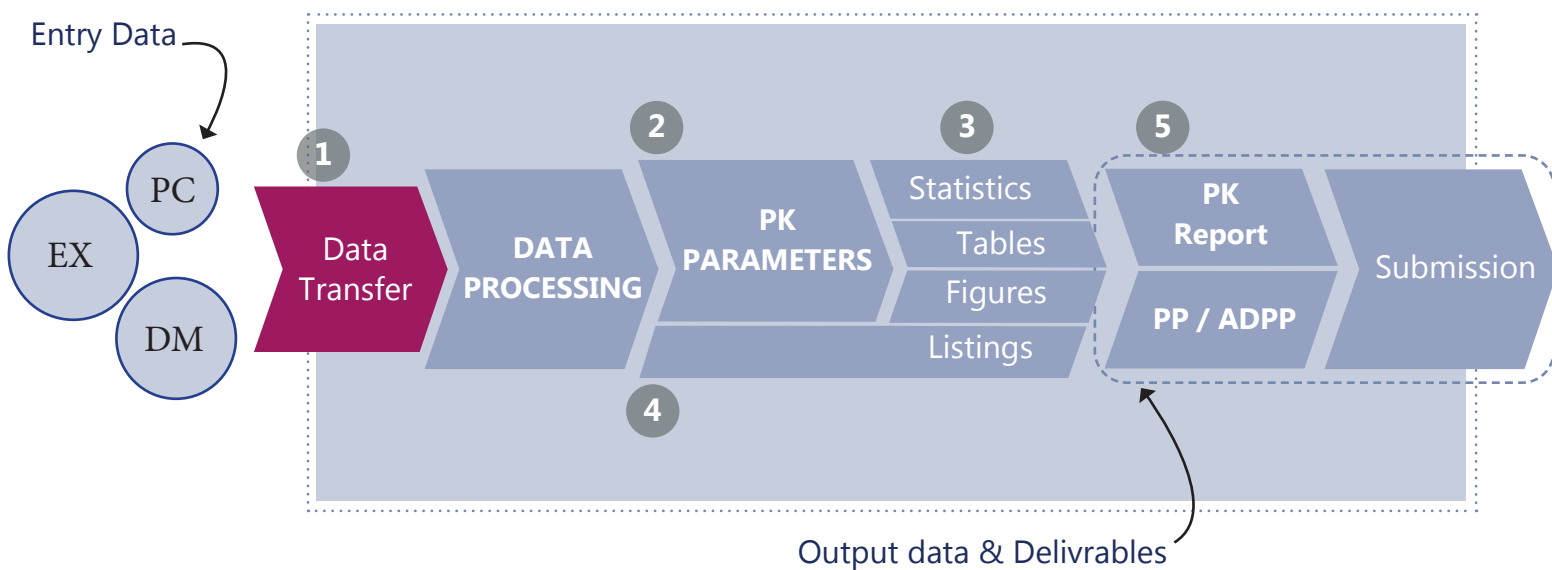 Entry Data
PC
EX
DM
1
Data
Transfer
DATA
PROCESSING
2
PK
PARAMETERS
3
Statistics
Tables
Figures
Listings
4
5
PK
Report
PP / ADPP
Submission
Output data & Delivrables